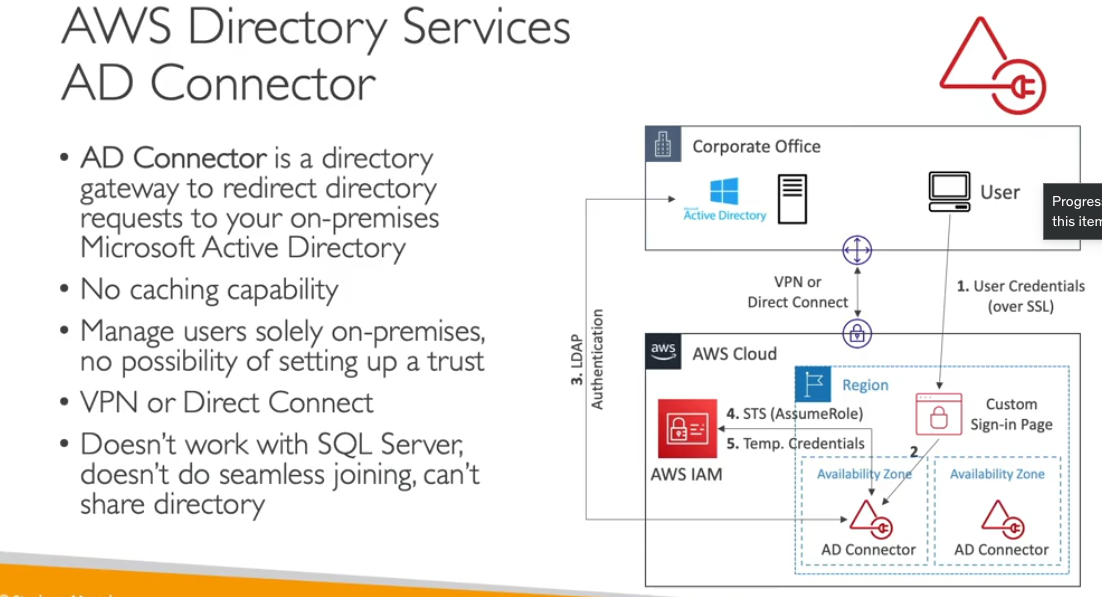 AWS Directory Services
AD Connector
• AD Connector is a directory
gateway to redirect directory
requests to your on-premises
Microsoft Active Directory
• No caching capability
• Manage users solely on-premises,
no possibility of setting up a trust
• VPN or Direct Connect
• Doesn't work with SQL Server,
doesn't do seamless joining, can't
share directory
Corporate Office
Microsoft
Active Directory
User
Progress
this item
VPN or
Direct Connect
1. User Credentials
(over SSL)
3. LDAP
Authentication
aws
AWS Cloud
Region
4. STS (AssumeRole)
5. Temp. Credentials
AWS IAM
Custom
Sign-in Page
2
Availability Zone
Availability Zone
AD Connector
AD Connector